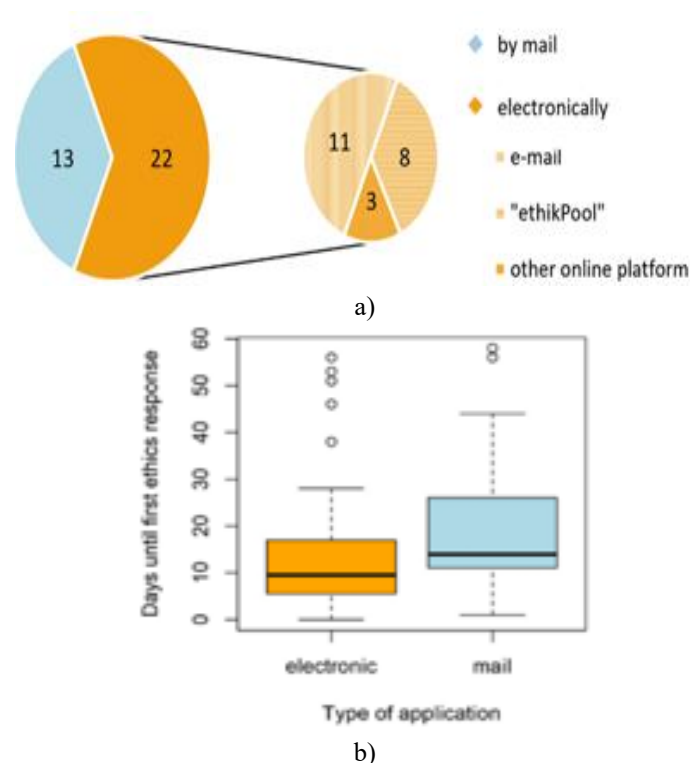 by mail
electronically
e-mail
"ethikPool"
other online platform
13
22
11
8
3
a)
Days until first ethics response
60
50
40
30
20
10
0
electronic
mail
Type of application
b)